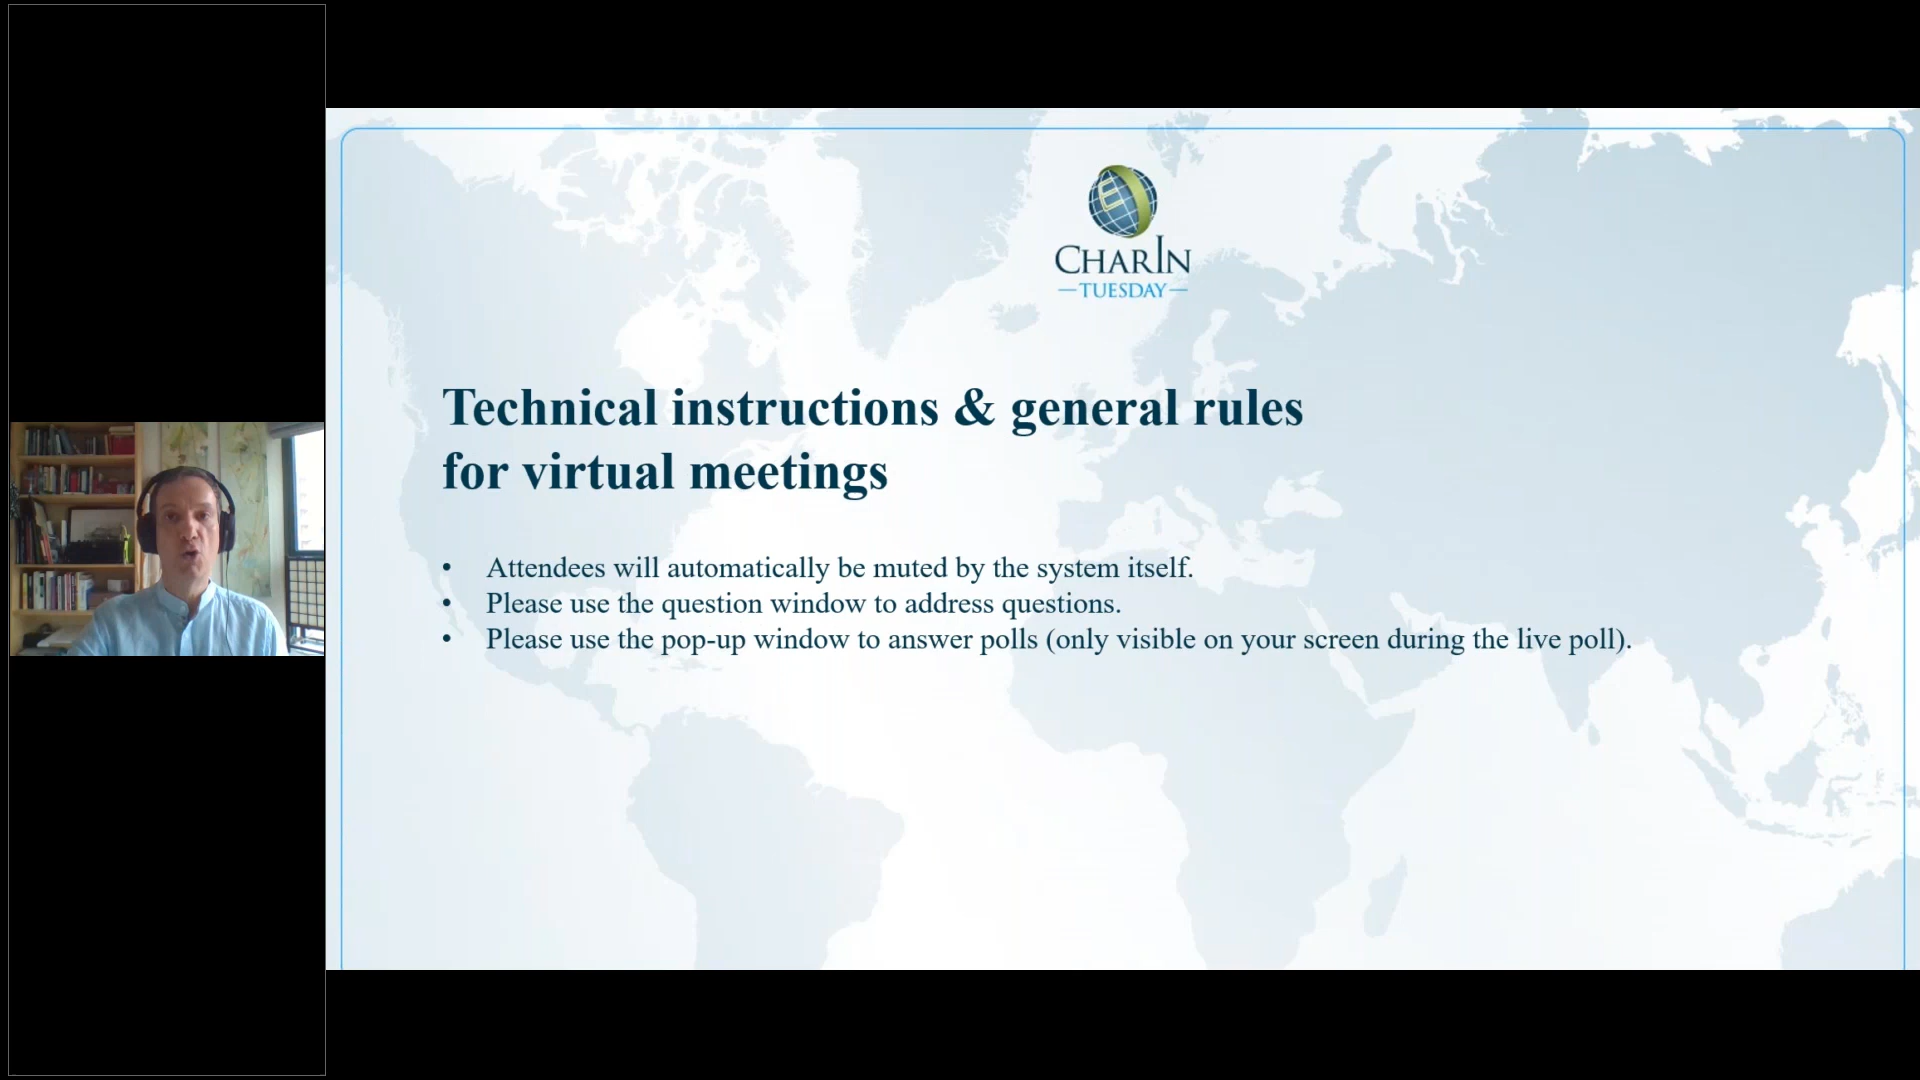 CHARIN
TUESDAY
Technical instructions & general rules
for virtual meetings
• Attendees will automatically be muted by the system itself.
• Please use the question window to address questions.
• Please use the pop-up window to answer polls (only visible on your screen during the live poll).